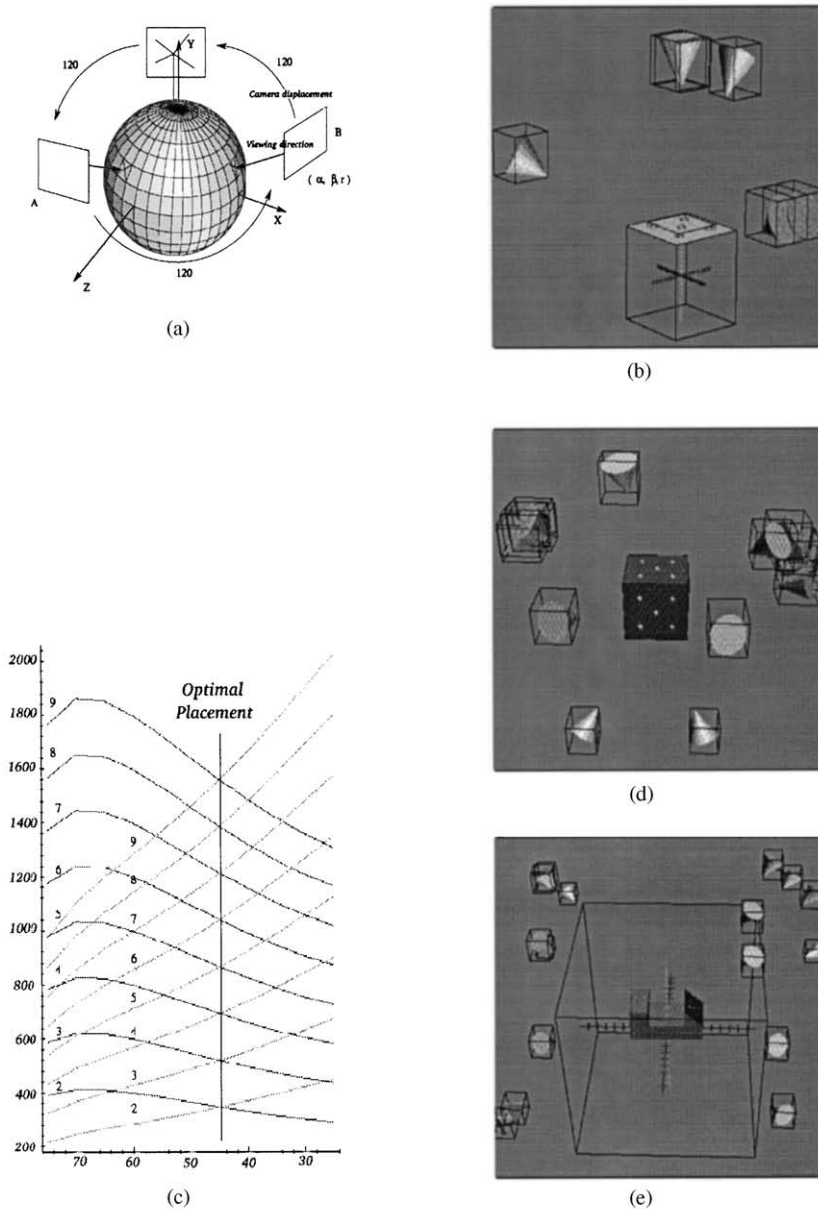 120
Y
120
Camera displacement
B
Viewing direction
A
( α, β, r )
X
120
Z
(a)
(b)
(d)
2000
1800
1600
1400
1200
1000
800
600
400
200
Optimal
Placement
9
8
7
6
5
4
3
2
9
8
7
6
5
4
3
2
70
60
50
40
30
(c)
(e)